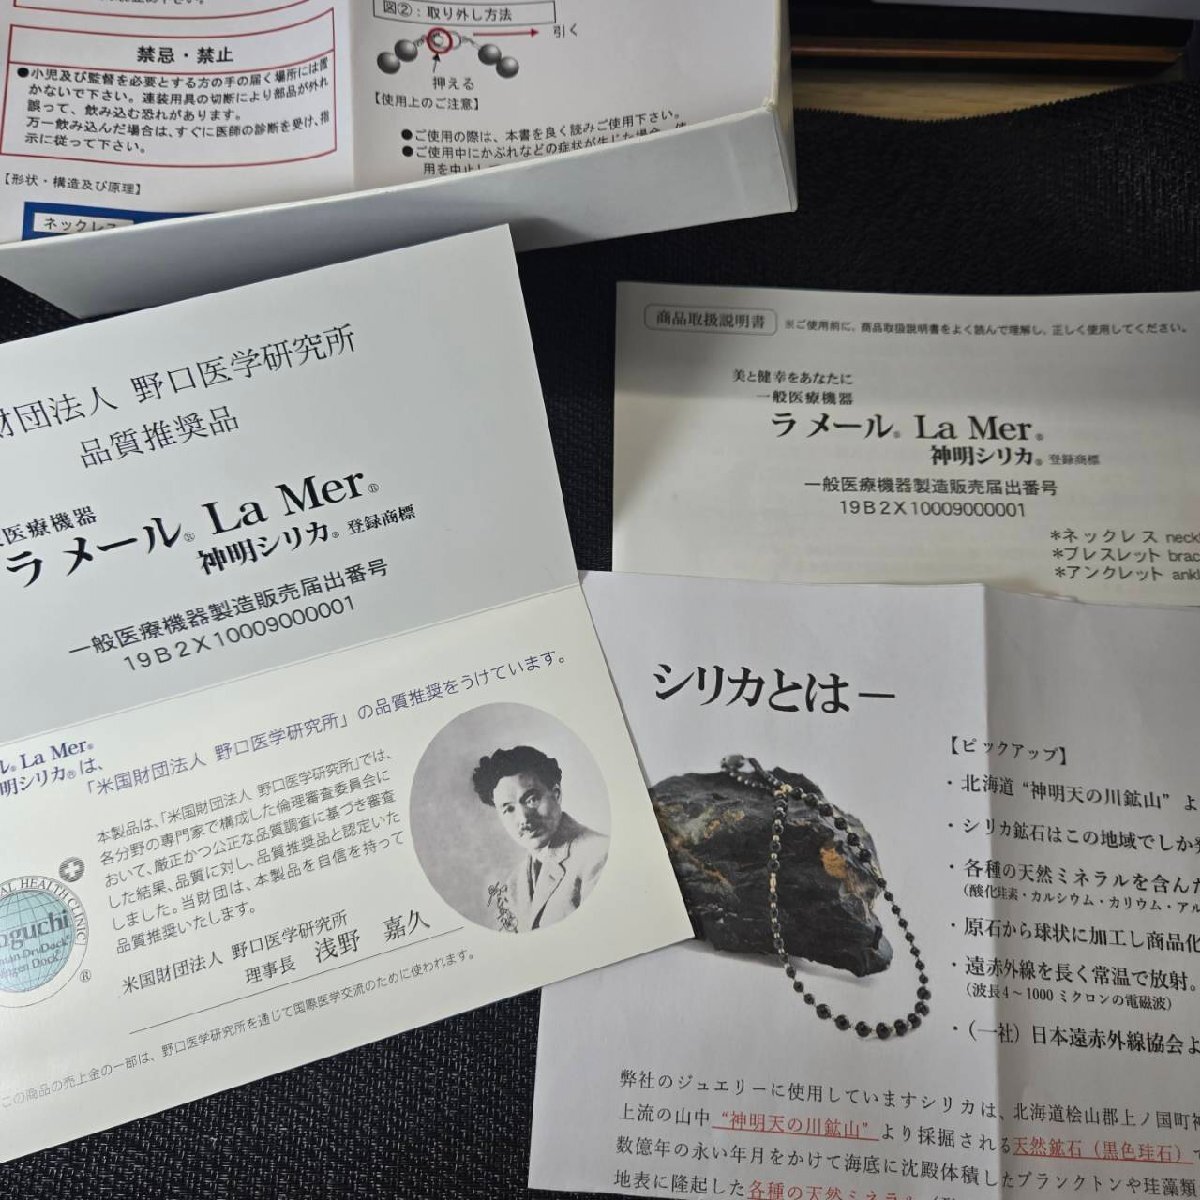 禁忌・禁止
●小児及び監督を必要とする方の手の届く場所には置
かないで下さい。連装用具の切断により部品が外れ
誤って、飲み込む恐れがあります。
万一飲み込んだ場合は、すぐに医師の診断を受け、指
示に従って下さい。
【形状・構造及び原理】
ネックレス
図②：取り外し方法
引く
押える
【使用上のご注意】
●ご使用の際は、本書を良く読みご使用下さい。
●ご使用中にかぶれなどの症状が生じた場合
用を中止し
財団法人 野口医学研究所
品質推奨品
医療機器
ラ メール® La Mer®
神明シリカ® 登録商標
一般医療機器製造販売届出番号
19B2X10009000001
ル® La Mer®
明シリカ® は、
「米国財団法人 野口医学研究所」の品質推奨をうけています。
本製品は、「米国財団法人 野口医学研究所」では、
各分野の専門家で構成した倫理審査委員会に
おいて、厳正かつ公正な品質調査に基づき審査
した結果、品質に対し、品質推奨品と認定いた
しました。当財団は、本製品を自信を持って
品質推奨いたします。
米国財団法人 野口医学研究所
理事長 浅野 嘉久
この商品の売上金の一部は、野口医学研究所を通じて国際医学交流のために使われます。
AL HEALTH CLINIC
oguchi
®
商品取扱説明書 ※ご使用前に、商品取扱説明書をよく読んで理解し、正しく使用してください。
美と健幸をあなたに
一般医療機器
ラ メール® La Mer®
神明シリカ® 登録商標
一般医療機器製造販売届出番号
19B2X10009000001
＊ネックレス neck
＊ブレスレット brac
＊アンクレット ankl
シリカとは－
【ピックアップ】
・北海道“神明天の川鉱山”よ
・シリカ鉱石はこの地域でしか
・各種の天然ミネラルを含んだ
（酸化珪素・カルシウム・カリウム・アル
・原石から球状に加工し商品化
・遠赤外線を長く常温で放射。
（波長4～1000ミクロンの電磁波）
・（一社）日本遠赤外線協会よ
弊社のジュエリーに使用していますシリカは、北海道桧山郡上ノ国町神
上流の山中“神明天の川鉱山”より採掘される天然鉱石（黒色珪石）で
数億年の永い年月をかけて海底に沈殿体積したプランクトンや珪藻類
地表に隆起した各種の天然ミネラル